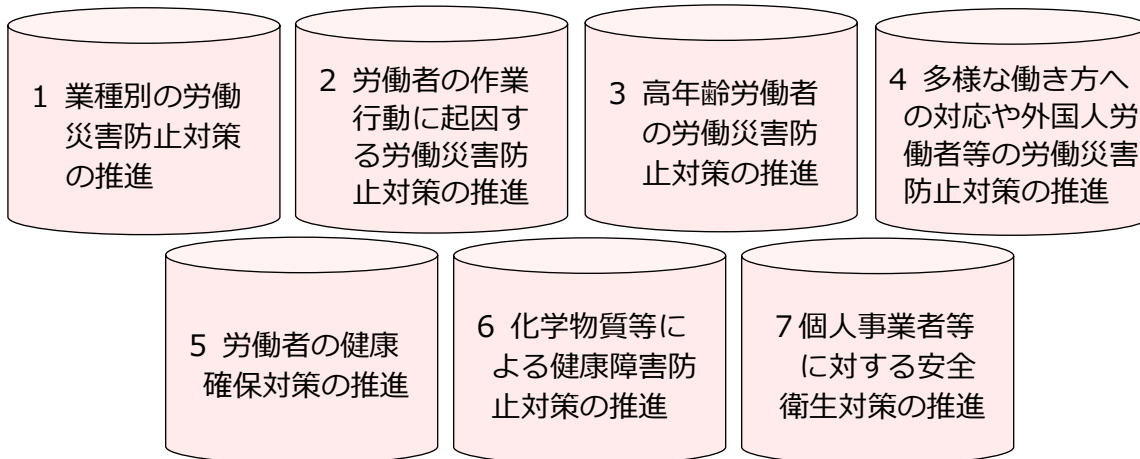 1 業種別の労働
災害防止対策
の推進
2 労働者の作業
行動に起因す
る労働災害防
止対策の推進
3 高年齢労働者
の労働災害防
止対策の推進
4 多様な働き方へ
の対応や外国人労
働者等の労働災害
防止対策の推進
5 労働者の健康
確保対策の推進
6 化学物質等に
よる健康障害防
止対策の推進
7個人事業者等
に対する安全
衛生対策の推進